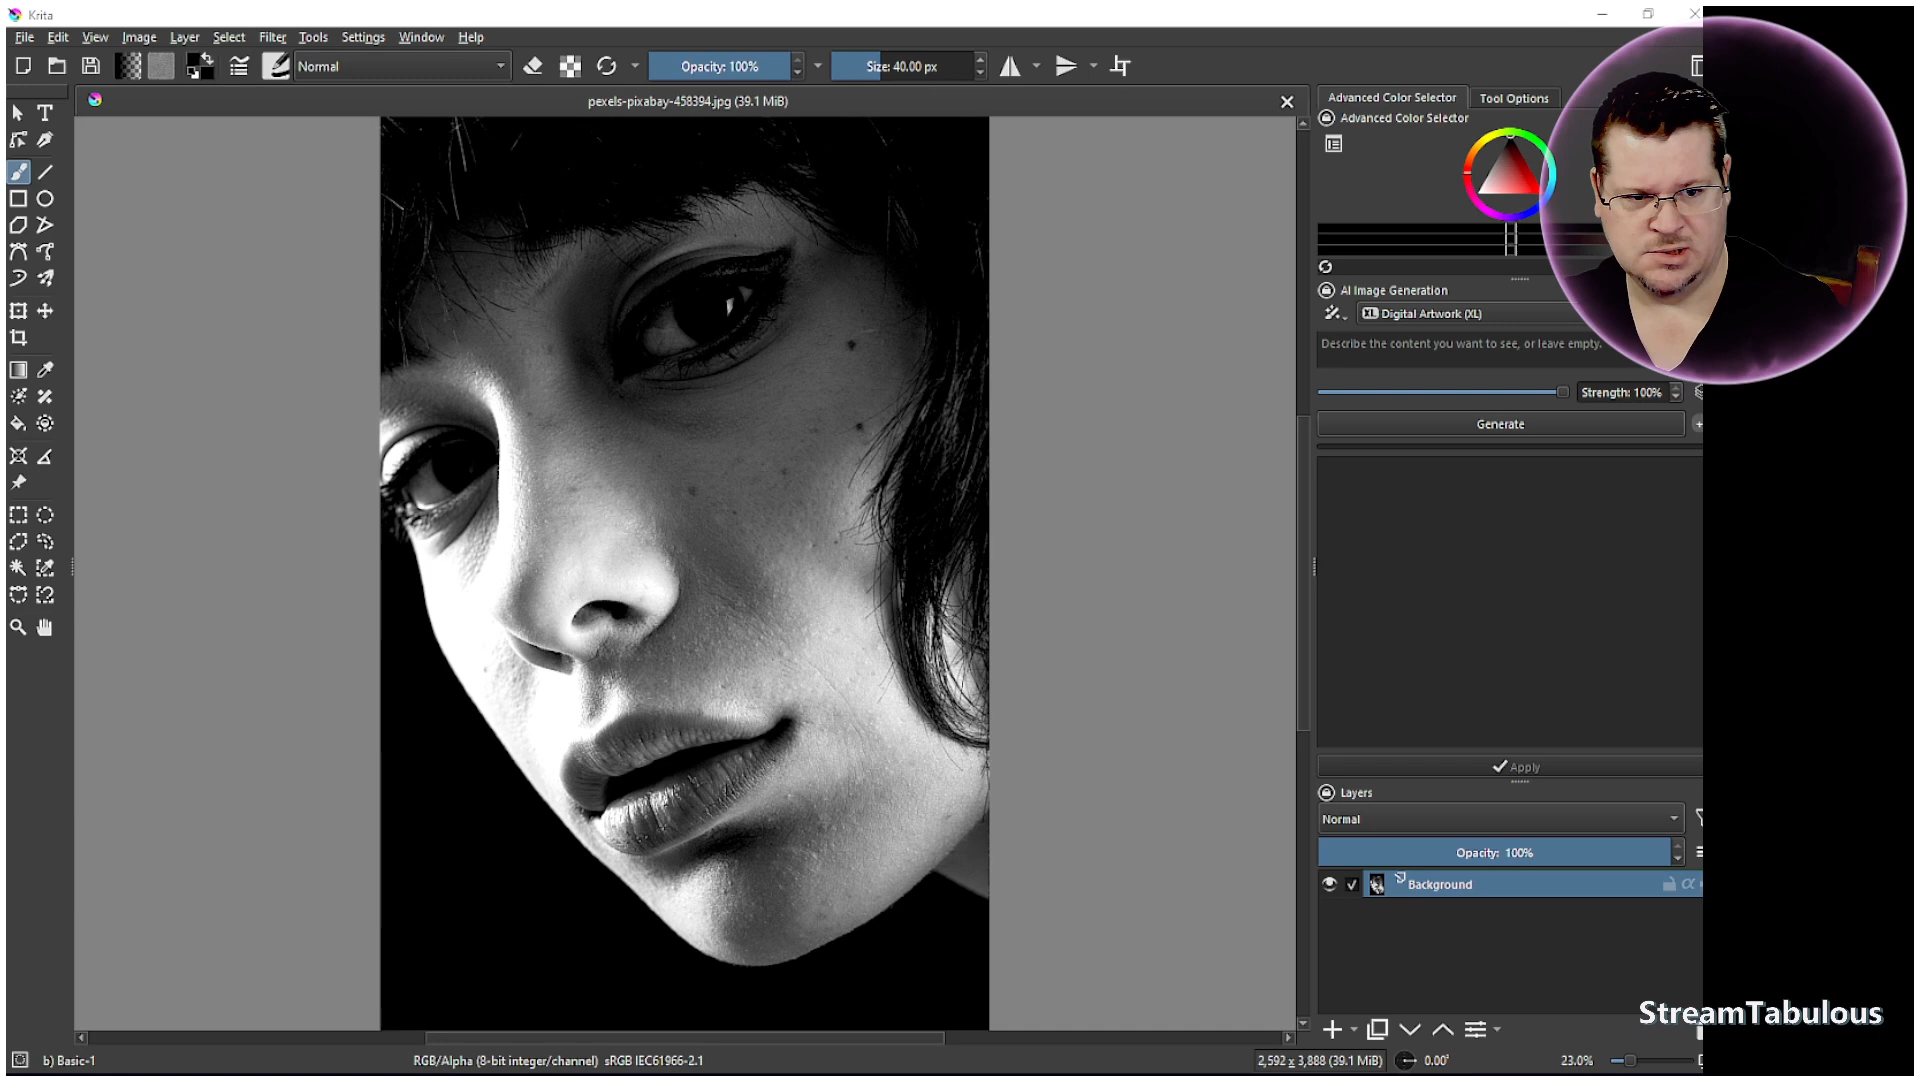 Krita
File Edit View Image Layer Select Filter Tools Settings Window Help
Normal
Opacity: 100%
Size: 40.00 px
pexels-pixabay-458394.jpg (39.1 MiB)
Advanced Color Selector
Tool Options
Advanced Color Selector
AI Image Generation
XL Digital Artwork (XL)
Describe the content you want to see, or leave empty.
Strength: 100%
Generate
Apply
Layers
Normal
Opacity: 100%
Background
StreamTabulous
b) Basic-1
RGB/Alpha (8-bit integer/channel) sRGB IEC61966-2.1
2,592 x 3,888 (39.1 MiB)
0.00°
23.0%